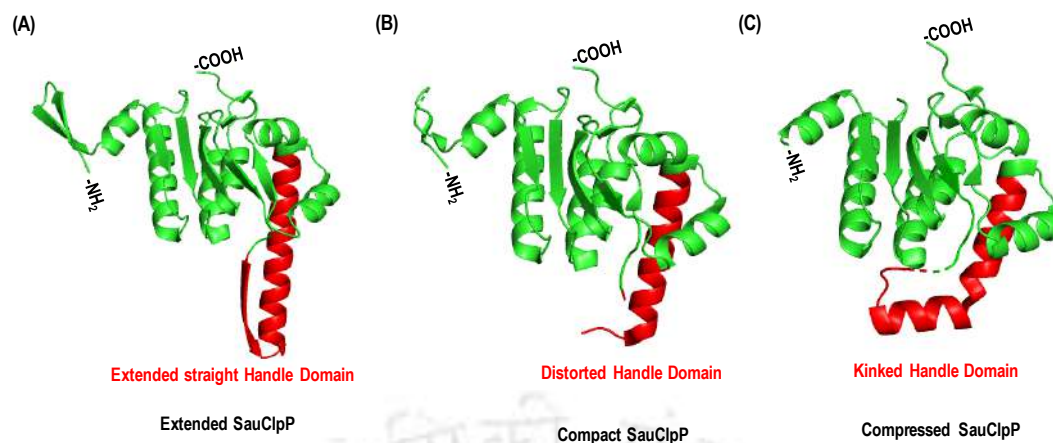 (A)
-COOH
-NH2
Extended straight Handle Domain
Extended SauClpP
(B)
-COOH
-NH2
Distorted Handle Domain
Compact SauClpP
(C)
-COOH
-NH2
Kinked Handle Domain
Compressed SauClpP